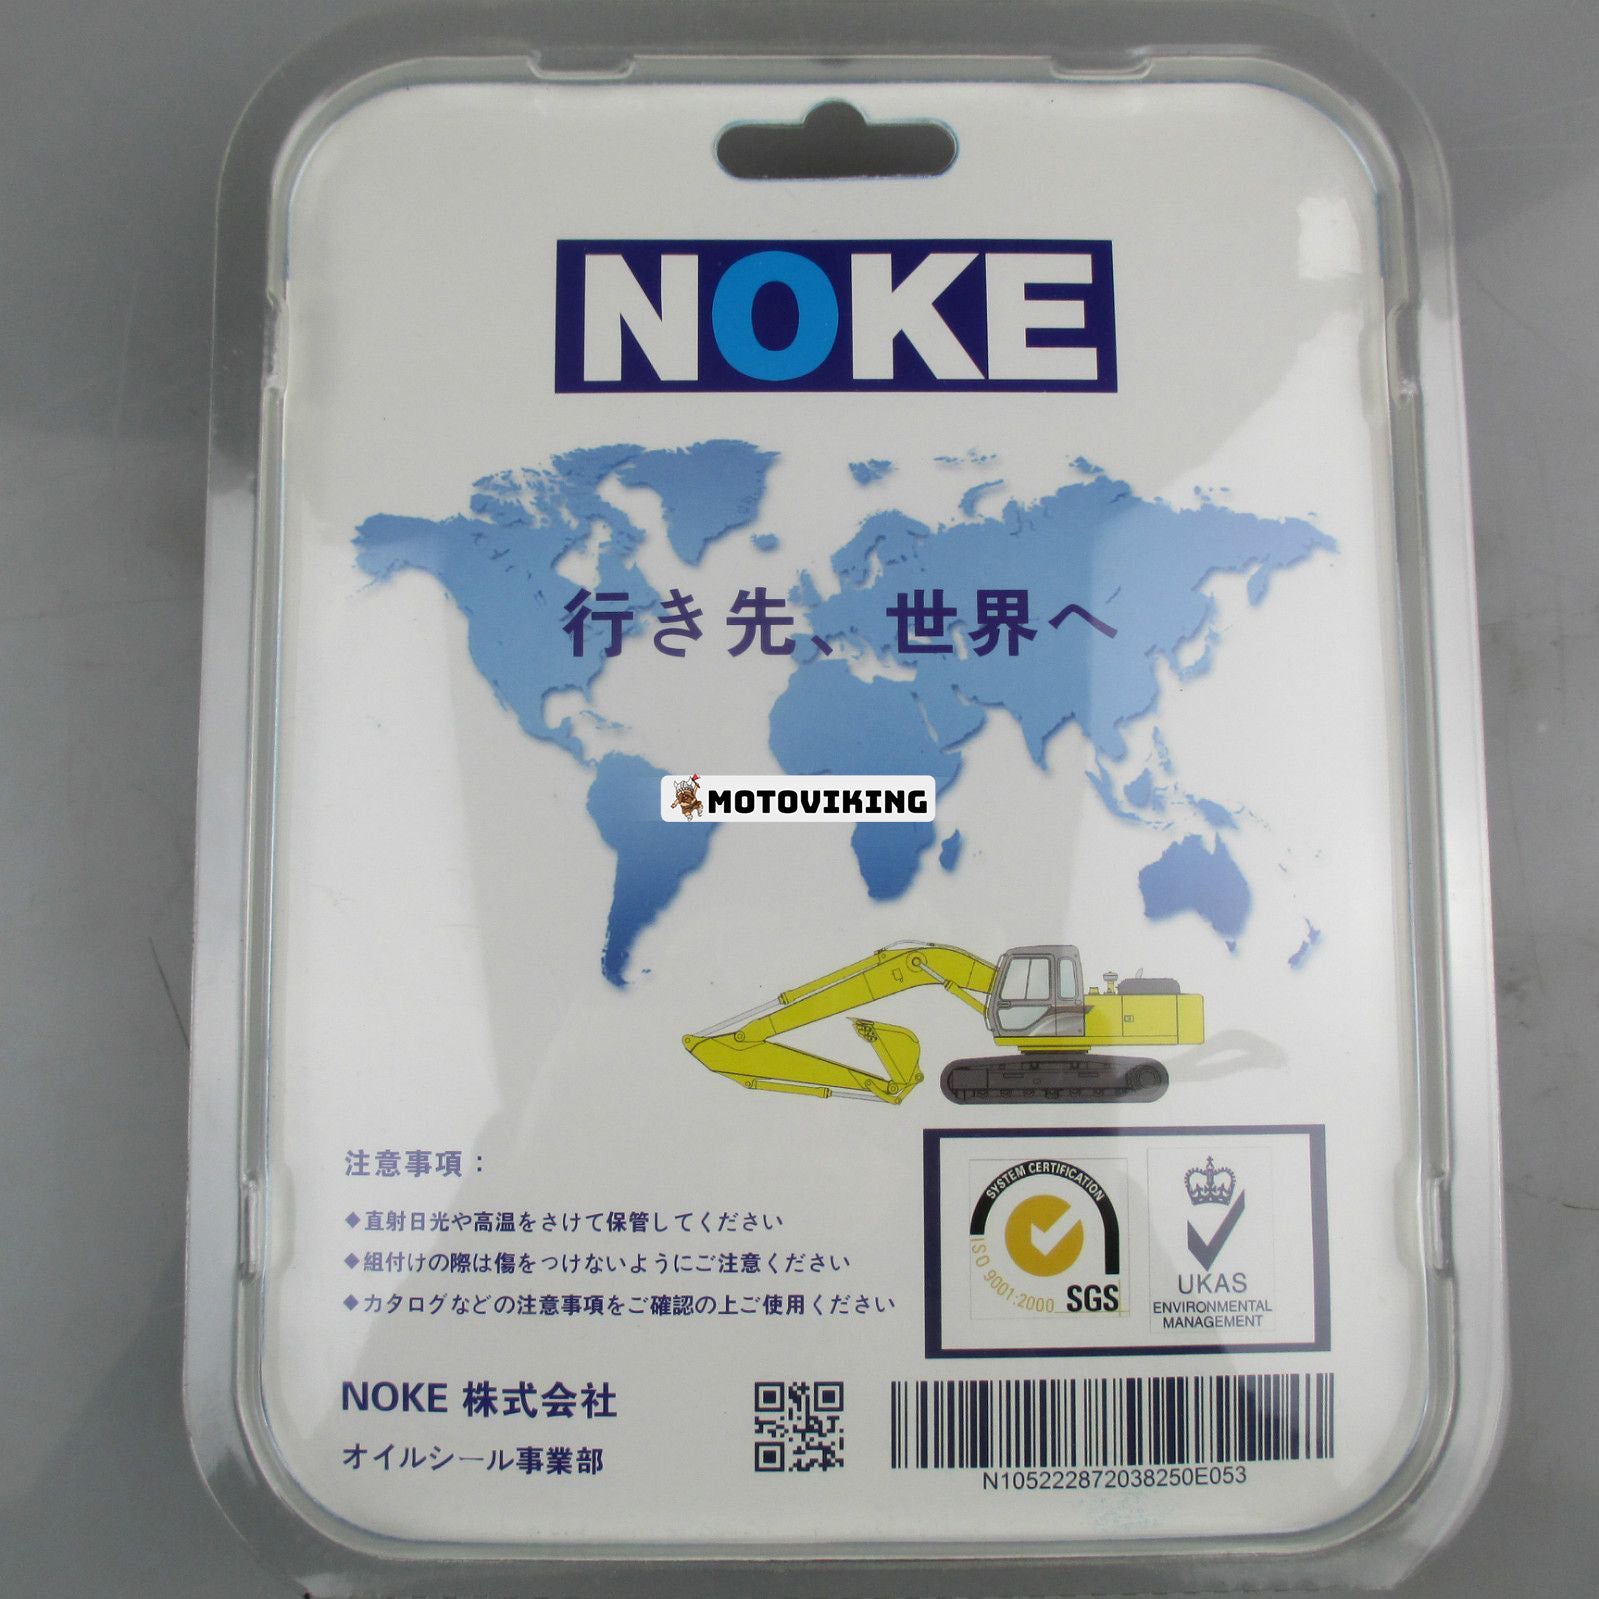 NOKE
行き先、世界へ
MOTOVIKING
注意事項：
◆直射日光や高温をさけて保管してください
◆組付けの際は傷をつけないようにご注意ください
◆カタログなどの注意事項をご確認の上ご使用ください
SYSTEM CERTIFICATION
ISO 9001:2000
SGS
UKAS
ENVIRONMENTAL
MANAGEMENT
NOKE 株式会社
オイルシール事業部
N105222872038250E053